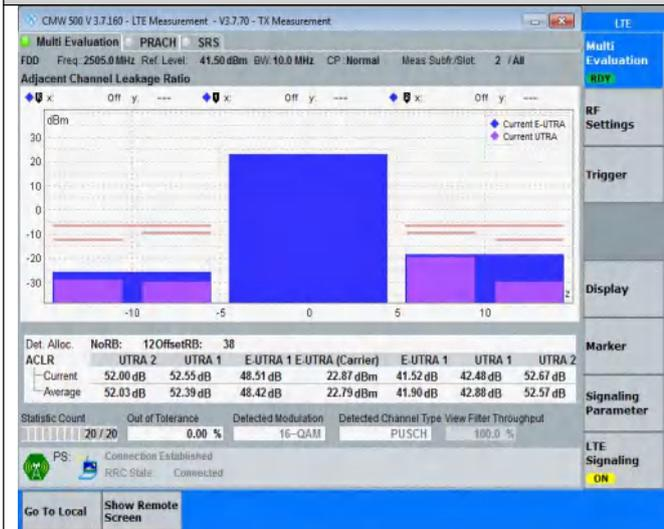 CMW 500 V 3.7.160 - LTE Measurement - V3.7.70 - TX Measurement
LTE
Multi Evaluation PRACH SRS
Multi Evaluation
RDY
FDD Freq: 2505.0 MHz Ref. Level: 41.50 dBm BW: 10.0 MHz CP: Normal Meas Subfr./Slot: 2 / All
Adjacent Channel Leakage Ratio
x: Off y: --- x: Off y: --- x: Off y: ---
dBm
Current E-UTRA
Current UTRA
RF Settings
30
20
10
0
-10
-20
-30
-10 -5 0 5 10
Trigger
Display
Marker
Det. Alloc. NoRB: 12OffsetRB: 38
ACLR UTRA 2 UTRA 1 E-UTRA 1 E-UTRA (Carrier) E-UTRA 1 UTRA 1 UTRA 2
Current 52.00 dB 52.55 dB 48.51 dB 22.87 dBm 41.52 dB 42.48 dB 52.67 dB
Average 52.03 dB 52.39 dB 48.42 dB 22.79 dBm 41.90 dB 42.88 dB 52.57 dB
Signaling Parameter
Statistic Count Out of Tolerance Detected Modulation Detected Channel Type View Filter Throughput
20 / 20 0.00 % 16-QAM PUSCH 100.0 %
PS: Connection Established
RRC State: Connected
LTE Signaling
ON
Go To Local
Show Remote Screen